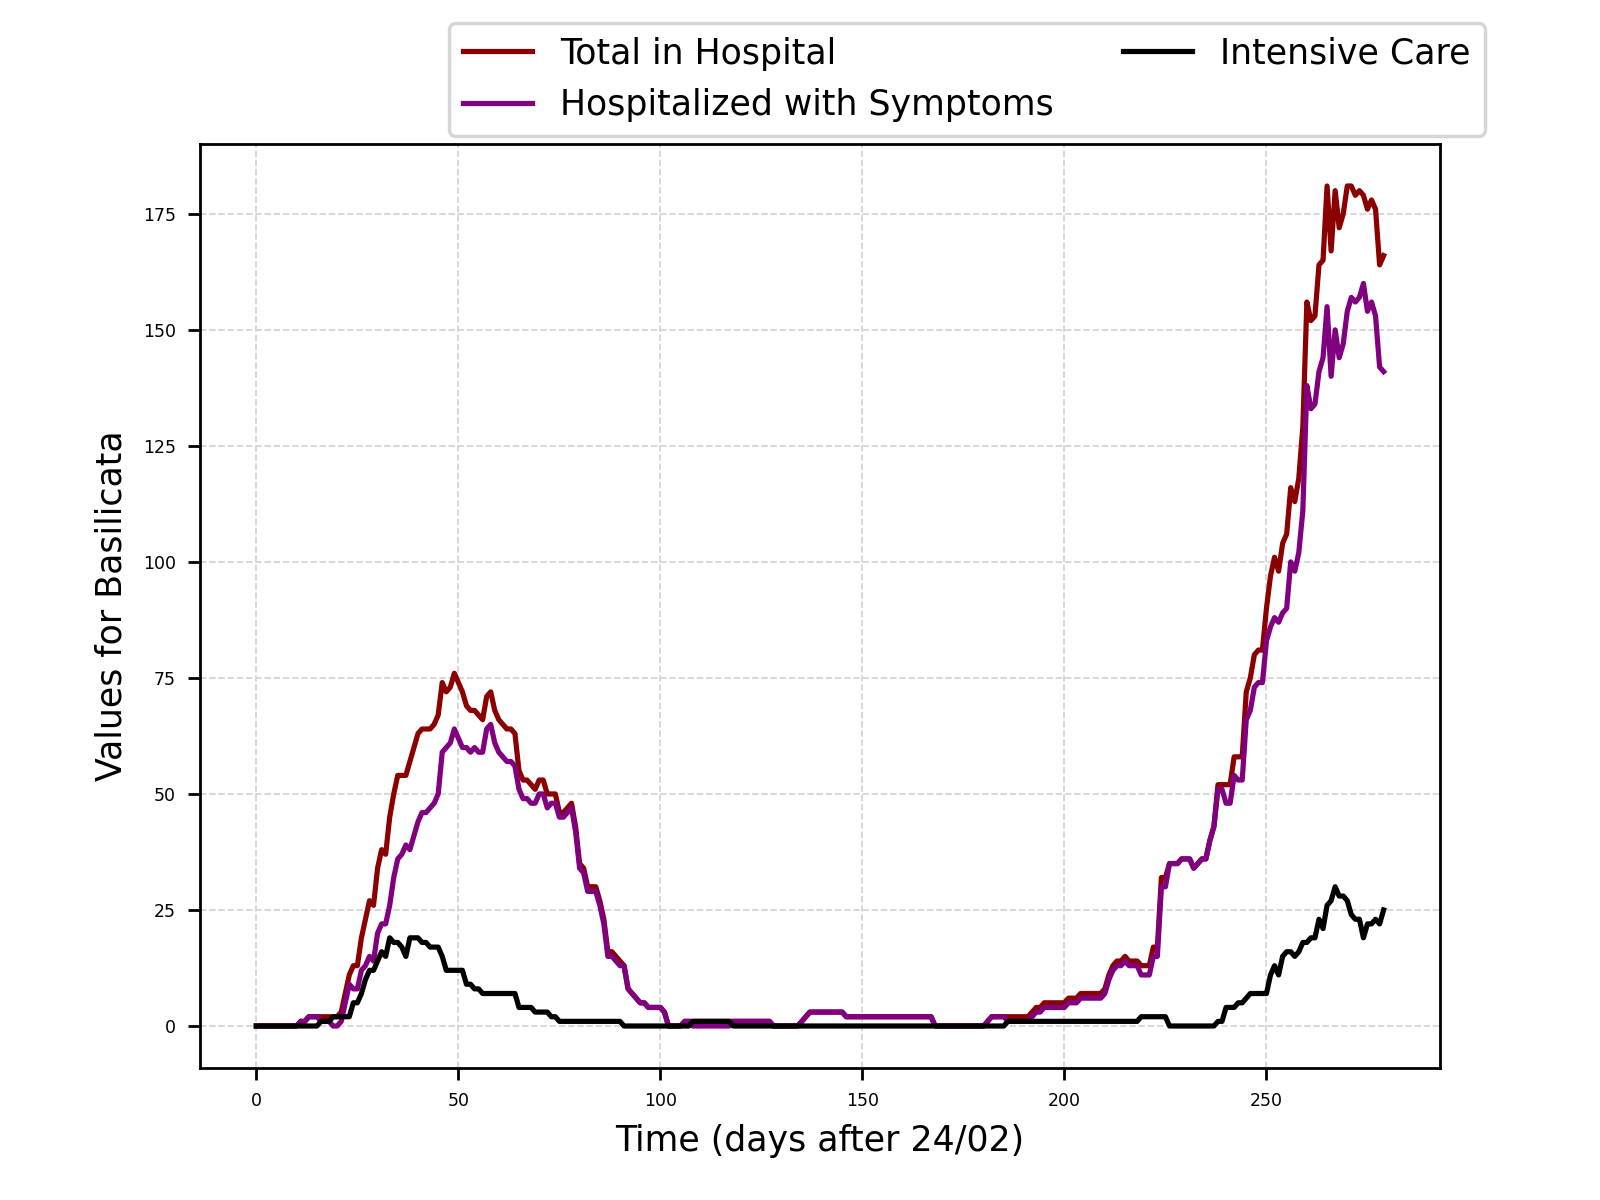 Total in Hospital
Hospitalized with Symptoms
Intensive Care
Values for Basilicata
175
150
125
100
75
50
25
0
0 50 100 150 200 250
Time (days after 24/02)